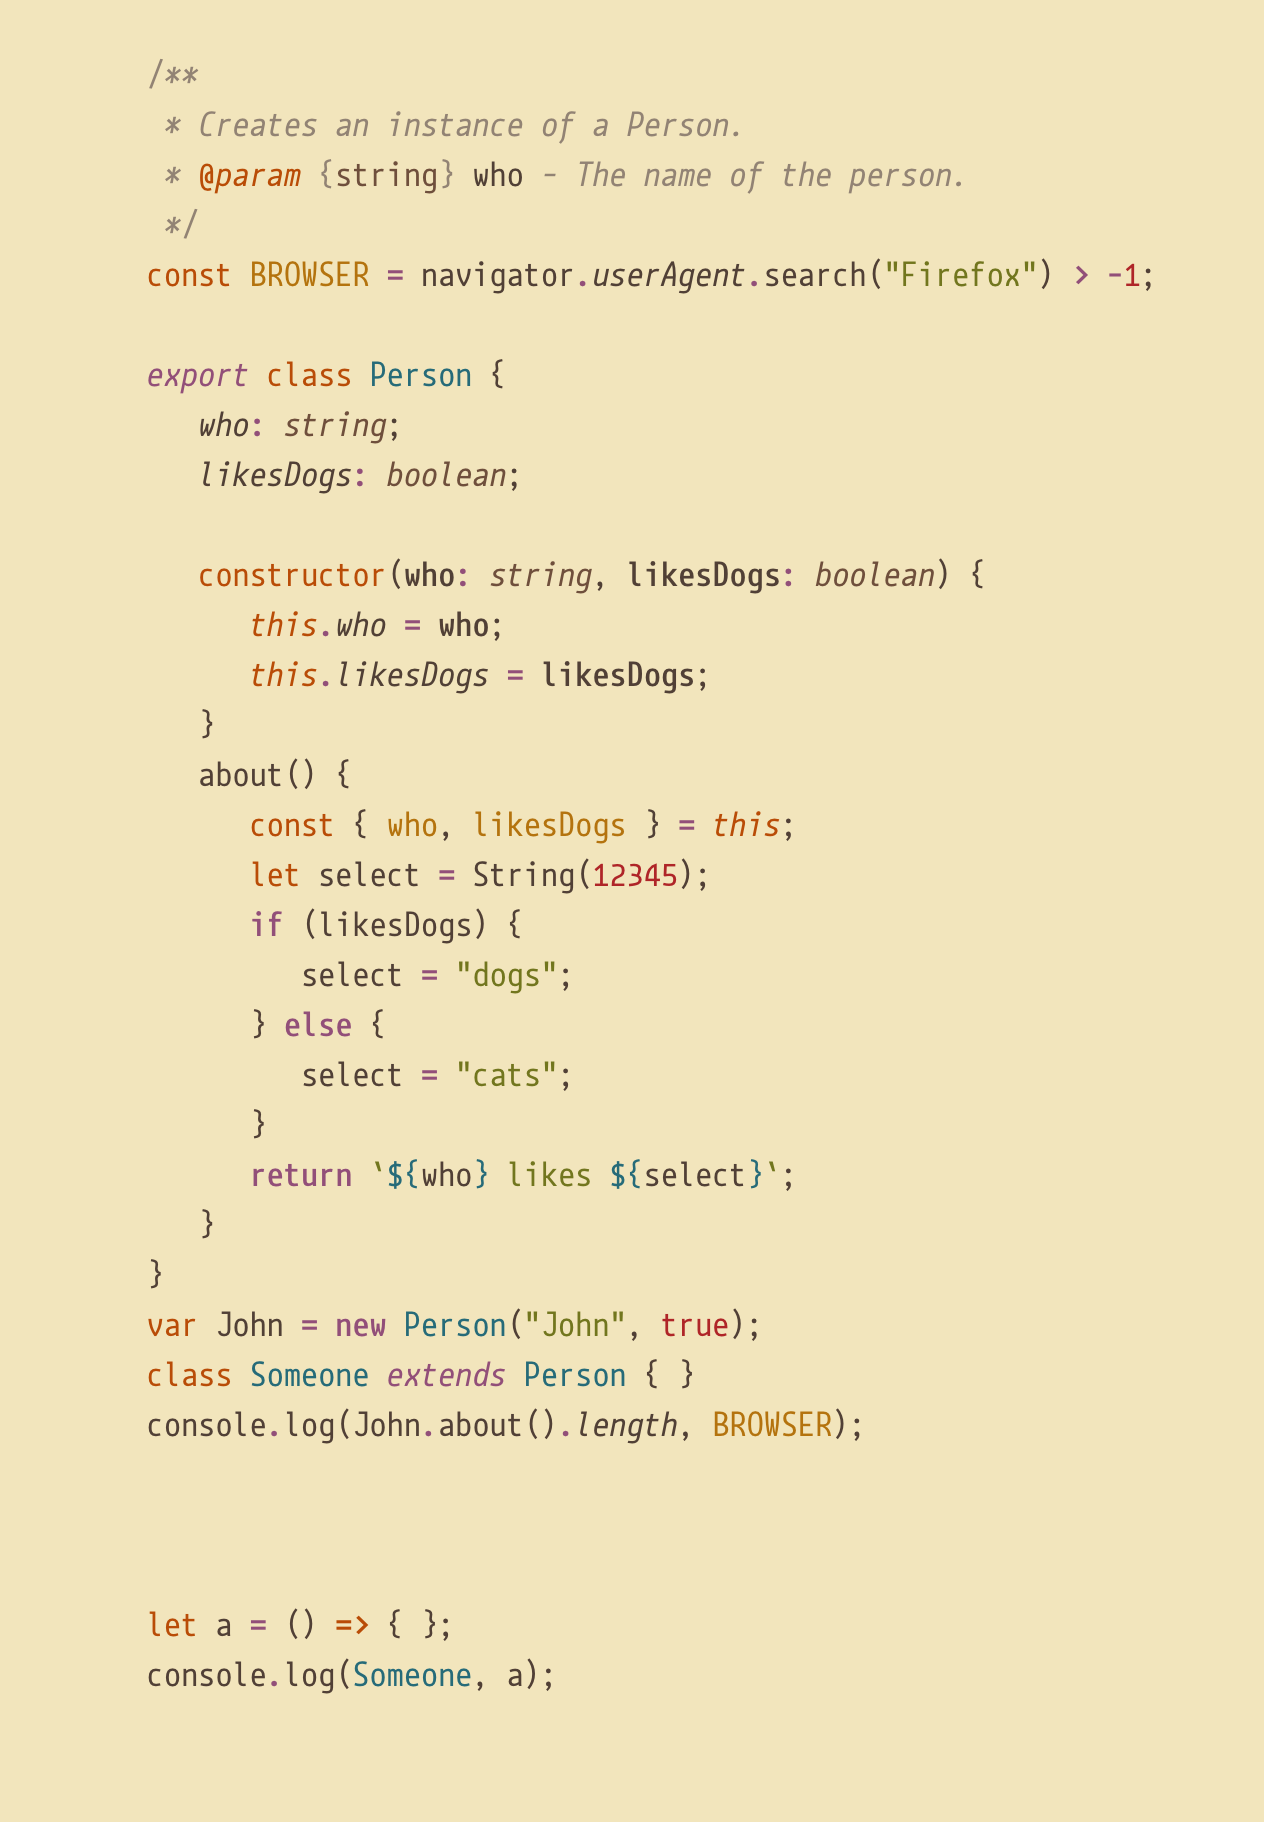 /**
 * Creates an instance of a Person.
 * @param {string} who - The name of the person.
 */
const BROWSER = navigator.userAgent.search("Firefox") > -1;

export class Person {
   who: string;
   likesDogs: boolean;

   constructor(who: string, likesDogs: boolean) {
      this.who = who;
      this.likesDogs = likesDogs;
   }
   about() {
      const { who, likesDogs } = this;
      let select = String(12345);
      if (likesDogs) {
         select = "dogs";
      } else {
         select = "cats";
      }
      return `${who} likes ${select}`;
   }
}
var John = new Person("John", true);
class Someone extends Person { }
console.log(John.about().length, BROWSER);



let a = () => { };
console.log(Someone, a);